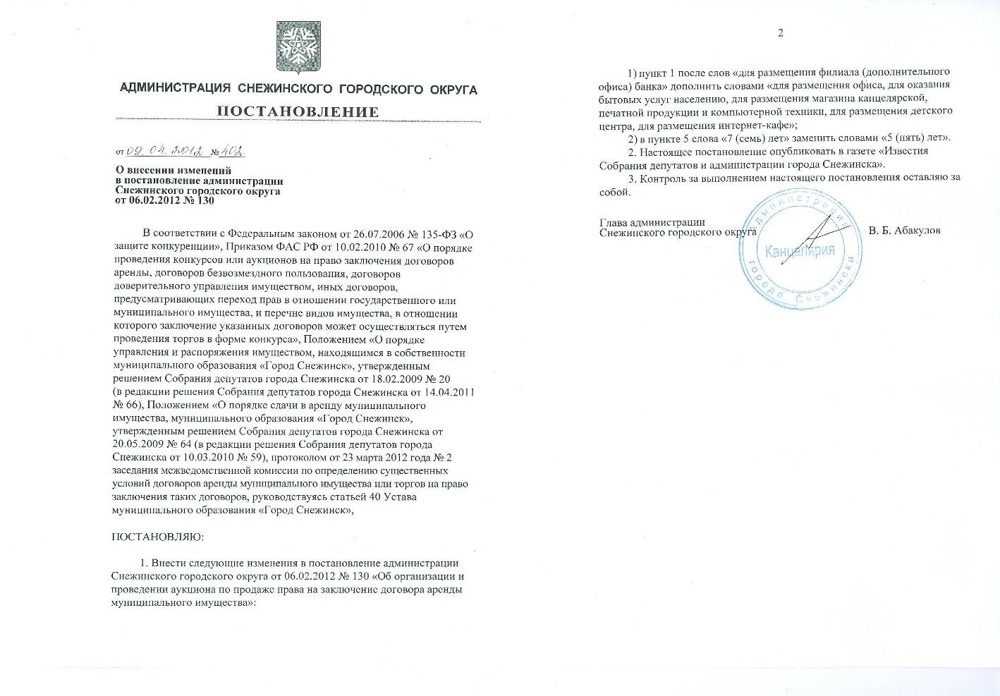 АДМИНИСТРАЦИЯ СНЕЖИНСКОГО ГОРОДСКОГО ОКРУГА
ПОСТАНОВЛЕНИЕ
от 09.04.2012 № 402
О внесении изменений
в постановление администрации
Снежинского городского округа
от 06.02.2012 № 130
В соответствии с Федеральным законом от 26.07.2006 № 135-ФЗ «О
защите конкуренции», Приказом ФАС РФ от 10.02.2010 № 67 «О порядке
проведения конкурсов или аукционов на право заключения договоров
аренды, договоров безвозмездного пользования, договоров
доверительного управления имуществом, иных договоров,
предусматривающих переход прав в отношении государственного или
муниципального имущества, и перечне видов имущества, в отношении
которого заключение указанных договоров может осуществляться путем
проведения торгов в форме конкурса», Положением «О порядке
управления и распоряжения имуществом, находящимся в собственности
муниципального образования «Город Снежинск», утвержденным
решением Собрания депутатов города Снежинска от 18.02.2009 № 20
(в редакции решения Собрания депутатов города Снежинска от 14.04.2011
№ 66), Положением «О порядке сдачи в аренду муниципального
имущества, муниципального образования «Город Снежинск»,
утвержденным решением Собрания депутатов города Снежинска от
20.05.2009 № 64 (в редакции решения Собрания депутатов города
Снежинска от 10.03.2010 № 59), протоколом от 23 марта 2012 года № 2
заседания межведомственной комиссии по определению существенных
условий договоров аренды муниципального имущества или торгов на право
заключения таких договоров, руководствуясь статьей 40 Устава
муниципального образования «Город Снежинск»,
ПОСТАНОВЛЯЮ:
1. Внести следующие изменения в постановление администрации
Снежинского городского округа от 06.02.2012 № 130 «Об организации и
проведении аукциона по продаже права на заключение договора аренды
муниципального имущества»:
2
1) пункт 1 после слов «для размещения филиала (дополнительного
офиса) банка» дополнить словами «для размещения офиса, для оказания
бытовых услуг населению, для размещения магазина канцелярской,
печатной продукции и компьютерной техники, для размещения детского
центра, для размещения интернет-кафе»;
2) в пункте 5 слова «7 (семь) лет» заменить словами «5 (пять) лет».
2. Настоящее постановление опубликовать в газете «Известия
Собрания депутатов и администрации города Снежинска».
3. Контроль за выполнением настоящего постановления оставляю за
собой.
Глава администрации
Снежинского городского округа
В. Б. Абакулов
Администрация
Канцелярия
города Снежинска